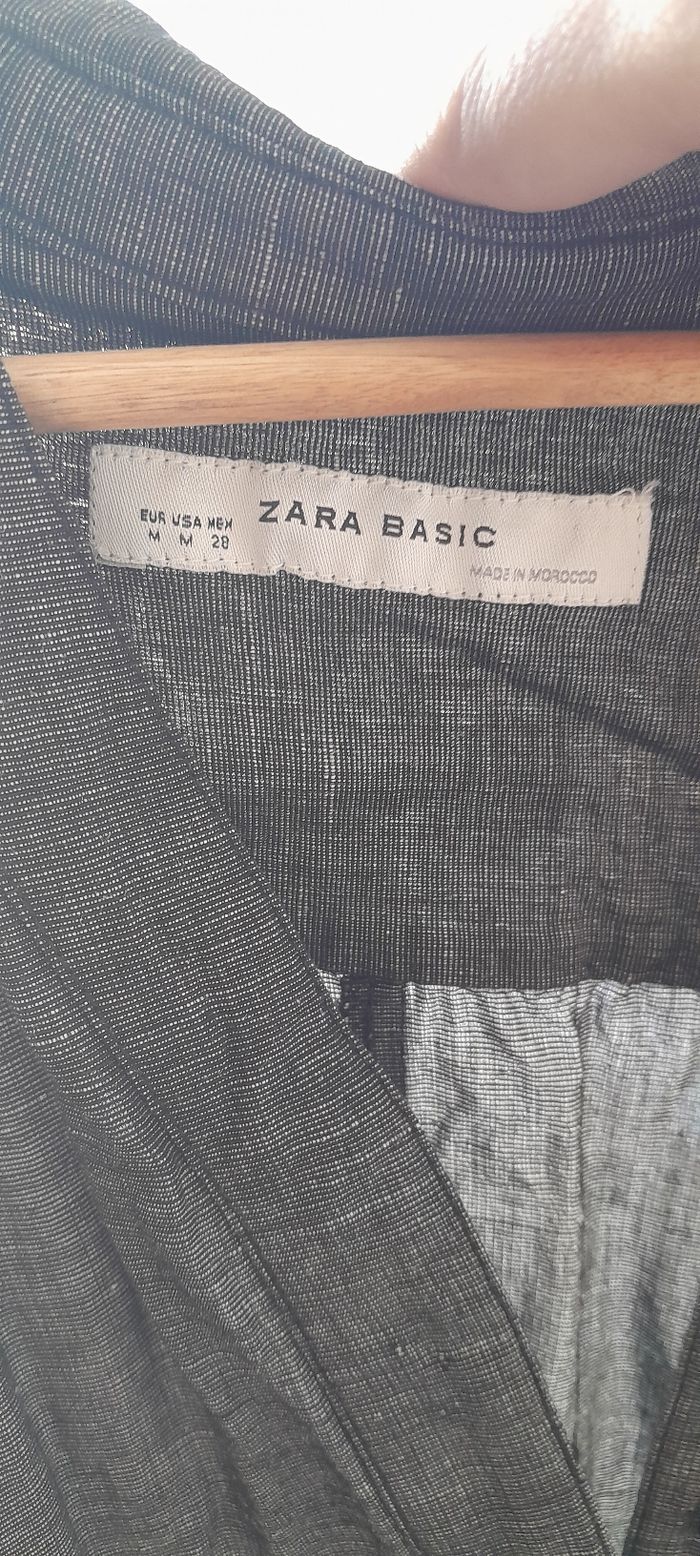 EUR USA MEX
M M 28
ZARA BASIC
MADE IN MOROCCO